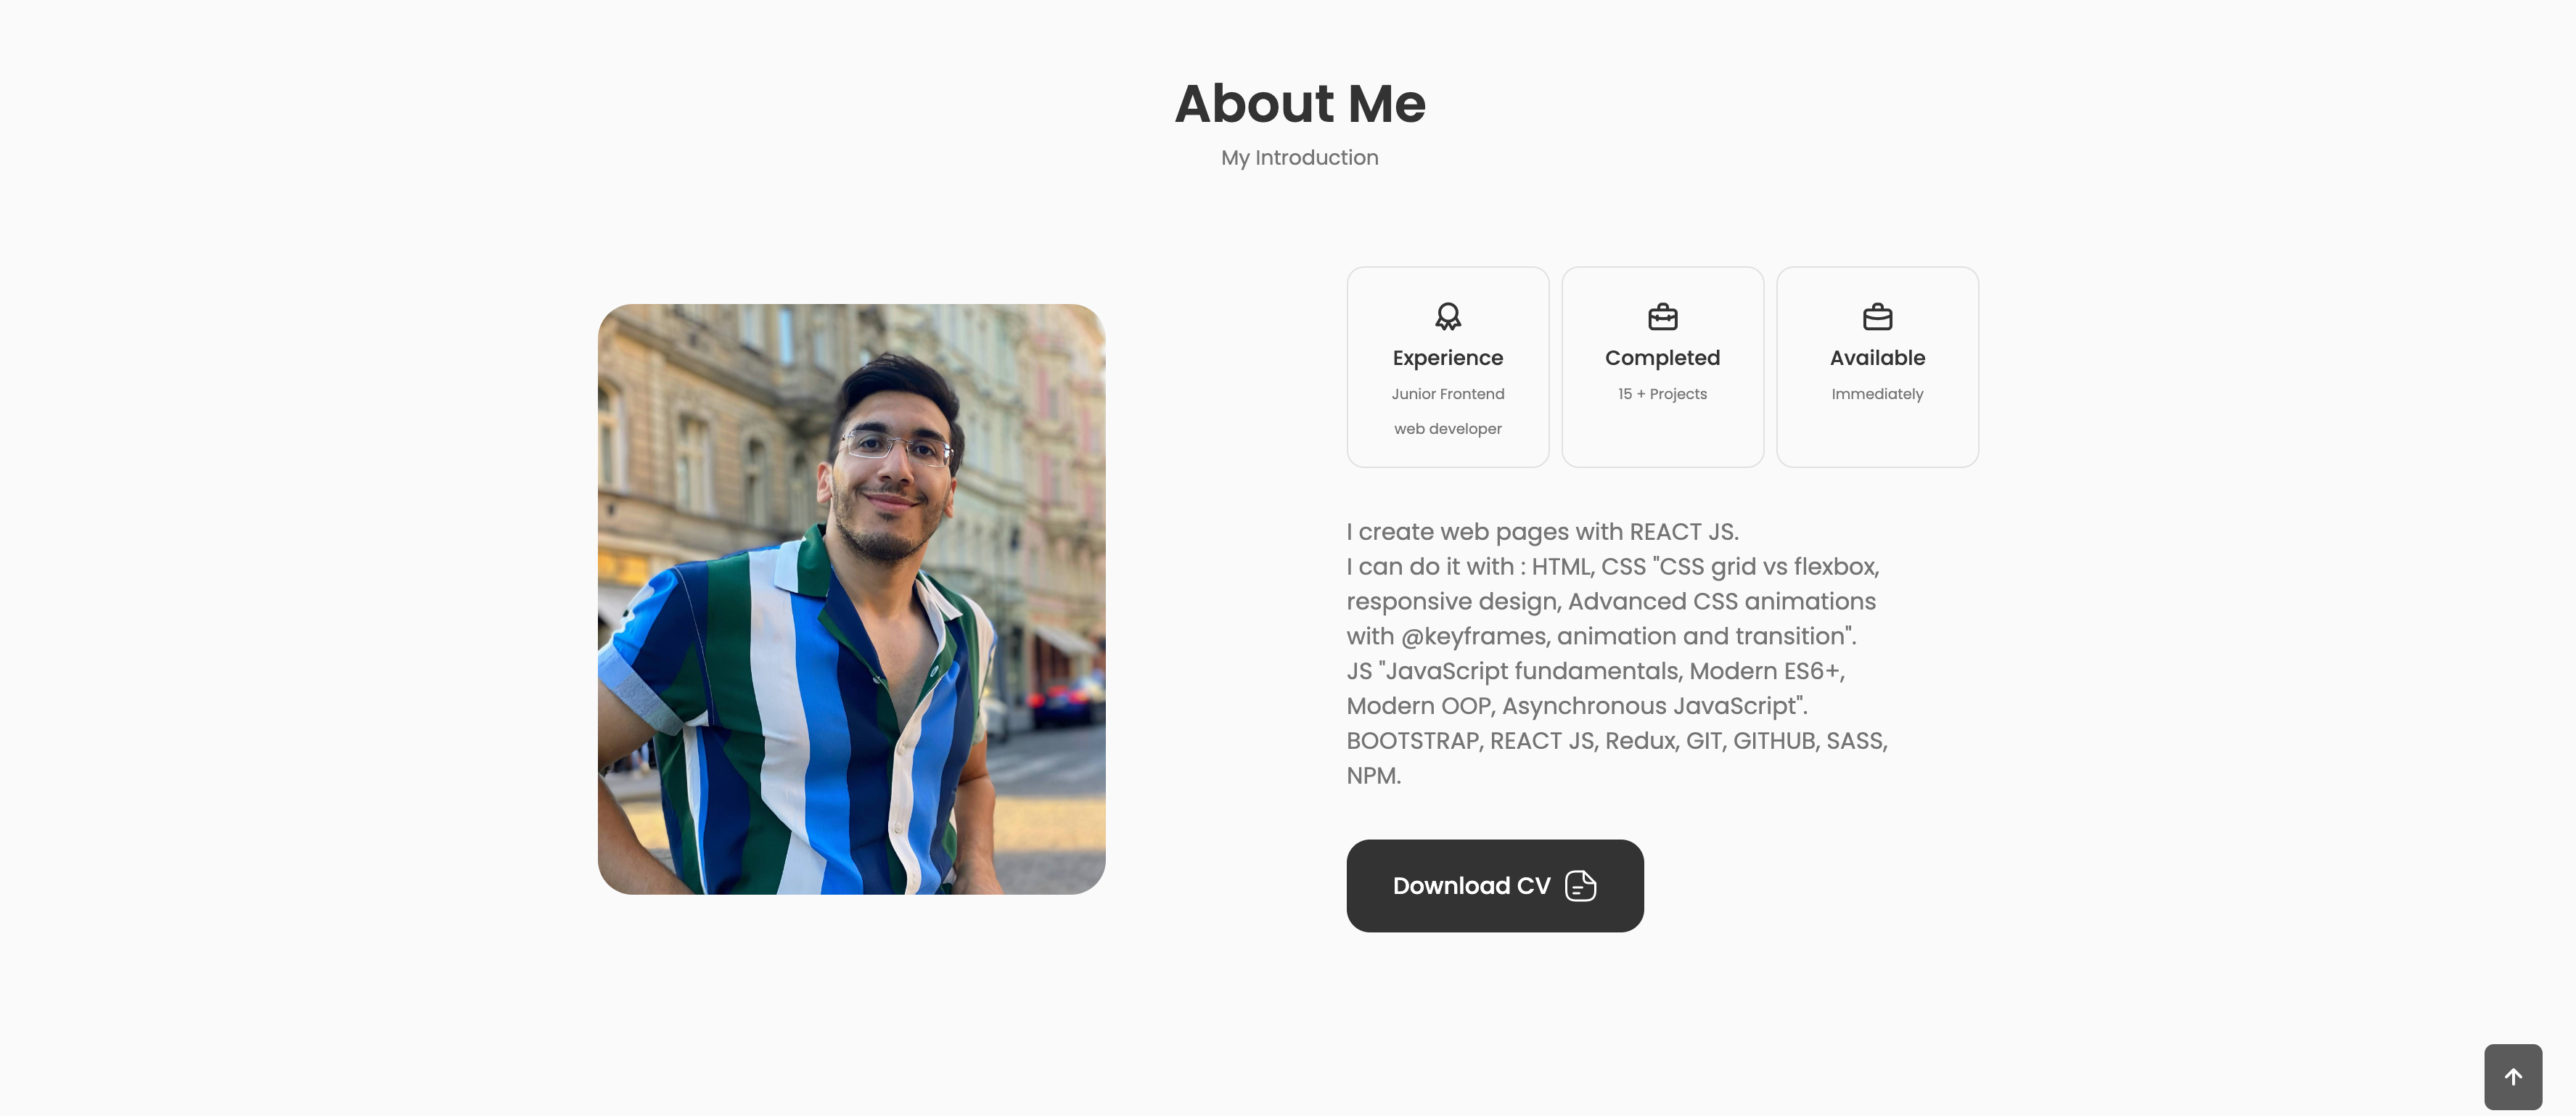 About Me
My Introduction
Experience
Junior Frontend
web developer
Completed
15 + Projects
Available
Immediately
I create web pages with REACT JS.
I can do it with : HTML, CSS "CSS grid vs flexbox,
responsive design, Advanced CSS animations
with @keyframes, animation and transition".
JS "JavaScript fundamentals, Modern ES6+,
Modern OOP, Asynchronous JavaScript".
BOOTSTRAP, REACT JS, Redux, GIT, GITHUB, SASS,
NPM.
Download CV